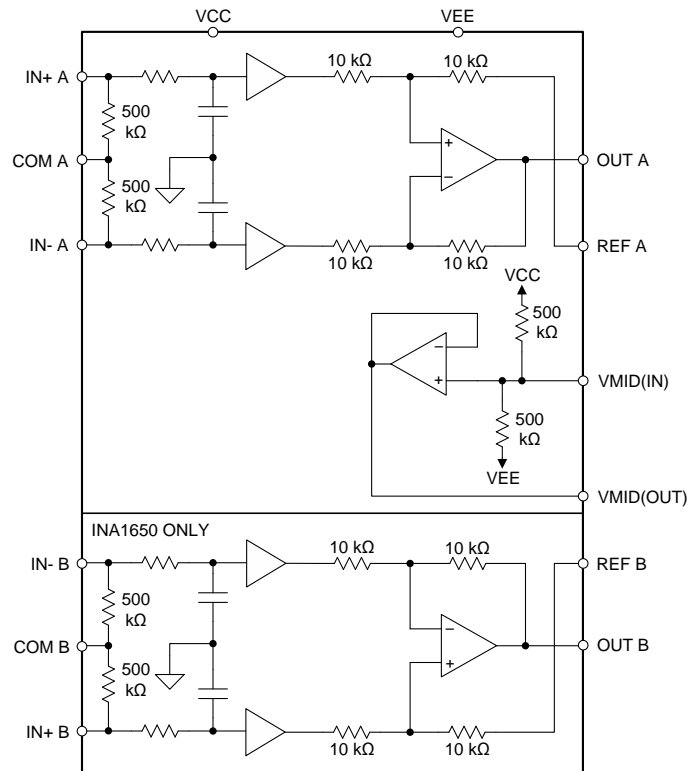 VCC
VEE
IN+ A
10 kΩ
10 kΩ
500
kΩ
COM A
+
−
OUT A
500
kΩ
IN- A
10 kΩ
10 kΩ
REF A
VCC
500
kΩ
−
+
VMID(IN)
500
kΩ
VEE
VMID(OUT)
INA1650 ONLY
IN- B
10 kΩ
10 kΩ
REF B
500
kΩ
COM B
−
+
OUT B
500
kΩ
IN+ B
10 kΩ
10 kΩ